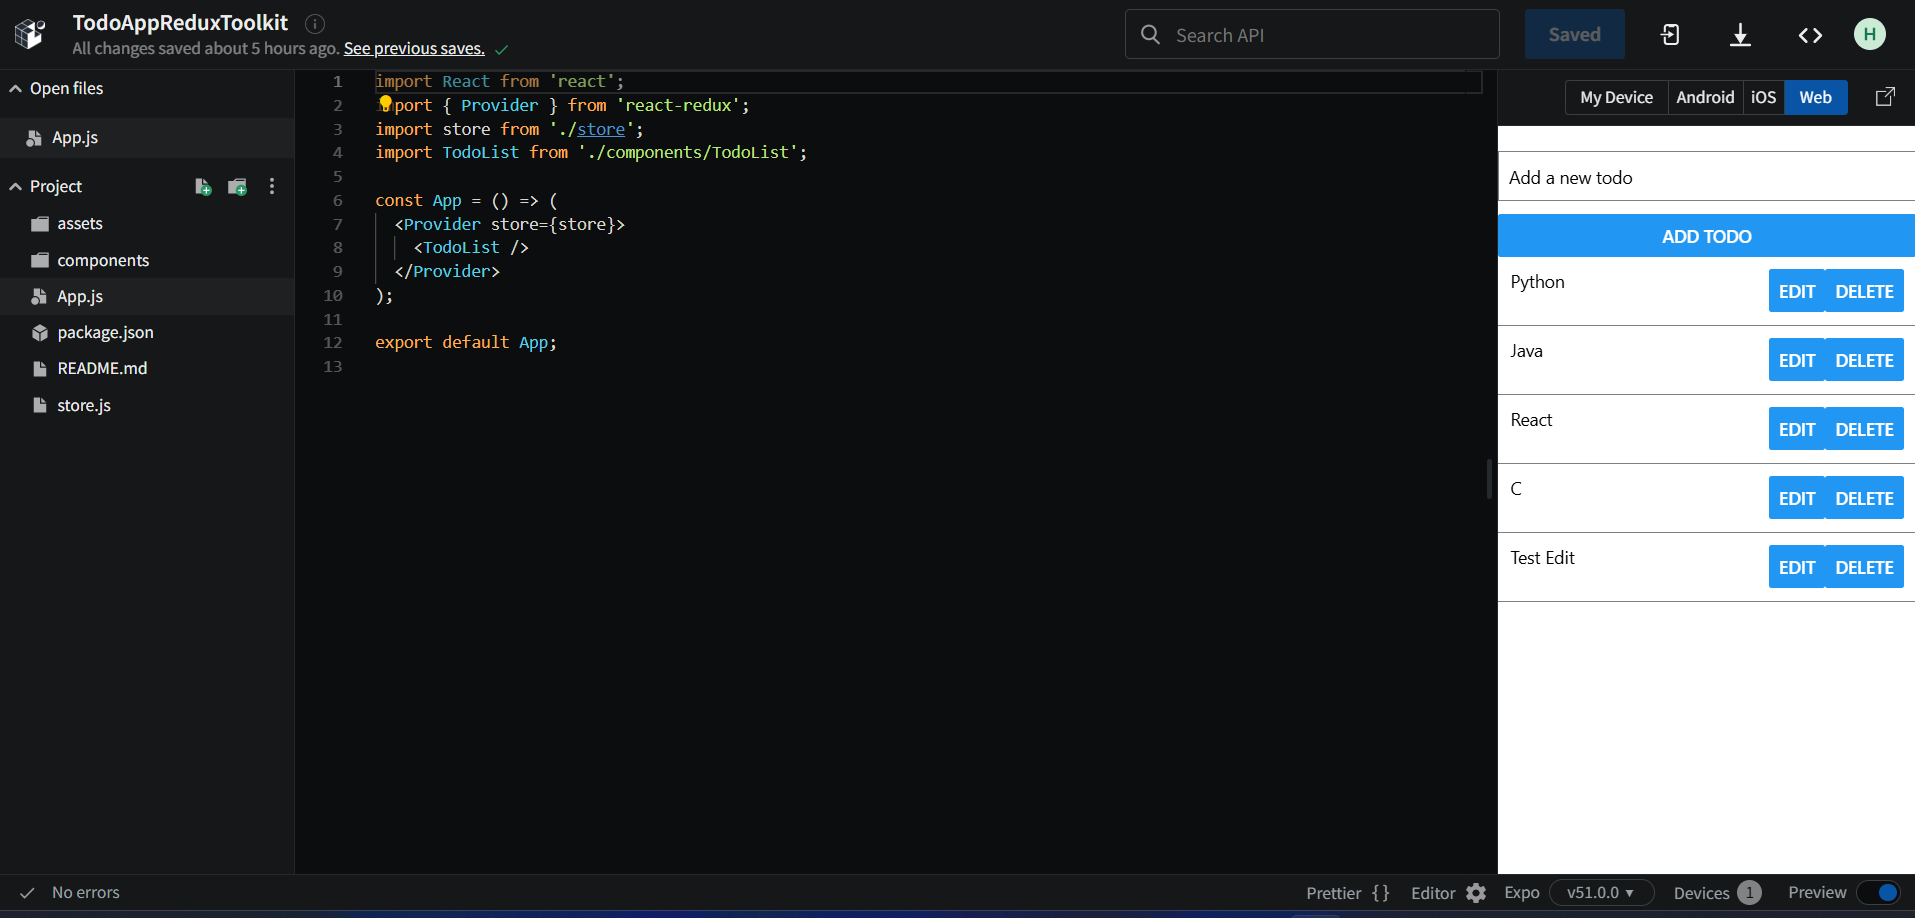 TodoAppReduxToolkit
All changes saved about 5 hours ago. See previous saves.
Search API
Saved
H
Open files
App.js
Project
assets
components
App.js
package.json
README.md
store.js
1 import React from 'react';
2 import { Provider } from 'react-redux';
3 import store from './store';
4 import TodoList from './components/TodoList';
5
6 const App = () => (
7 <Provider store={store}>
8 <TodoList />
9 </Provider>
10 );
11
12 export default App;
13
My Device Android iOS Web
Add a new todo
ADD TODO
Python EDIT DELETE
Java EDIT DELETE
React EDIT DELETE
C EDIT DELETE
Test Edit EDIT DELETE
No errors
Prettier {} Editor Expo v51.0.0 Devices 1 Preview